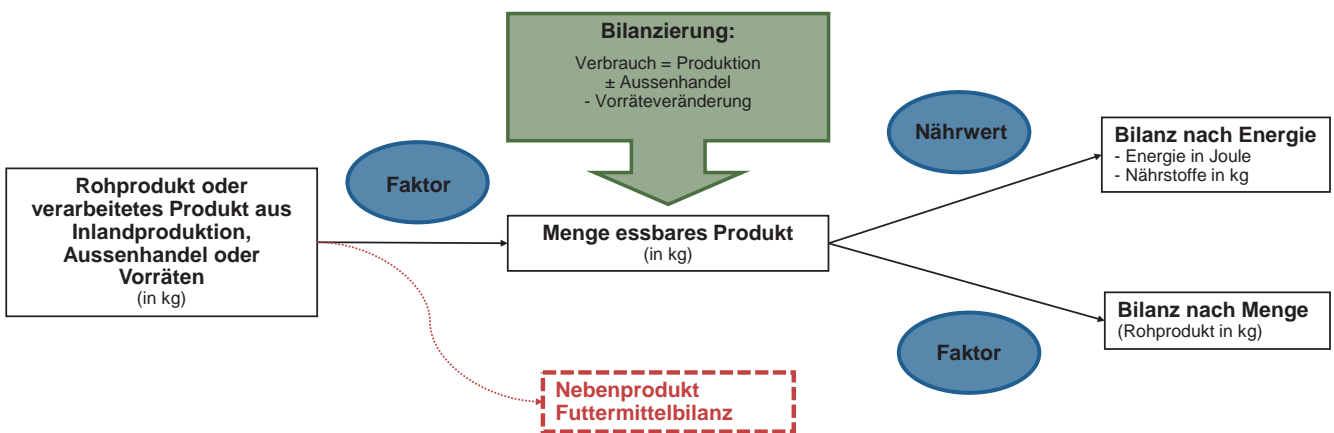 Bilanzierung:
Verbrauch = Produktion
± Aussenhandel
- Vorräteveränderung
Nährwert
Bilanz nach Energie
- Energie in Joule
- Nährstoffe in kg
Faktor
Rohprodukt oder
verarbeitetes Produkt aus
Inlandproduktion,
Aussenhandel oder
Vorräten
(in kg)
Menge essbares Produkt
(in kg)
Bilanz nach Menge
(Rohprodukt in kg)
Faktor
Nebenprodukt
Futtermittelbilanz